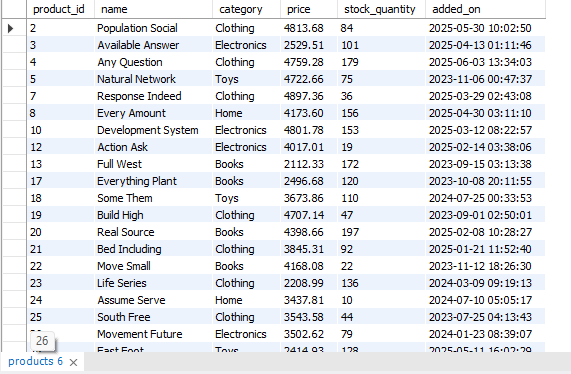 product_id name category price stock_quantity added_on
2 Population Social Clothing 4813.68 84 2025-05-30 10:02:50
3 Available Answer Electronics 2529.51 101 2025-04-13 01:11:46
4 Any Question Clothing 4759.28 179 2025-06-03 13:34:03
5 Natural Network Toys 4722.66 75 2023-11-06 00:47:37
7 Response Indeed Clothing 4897.36 36 2025-03-29 02:43:08
8 Every Amount Home 4173.60 156 2025-04-30 03:11:10
10 Development System Electronics 4801.78 153 2025-03-12 08:22:57
12 Action Ask Electronics 4017.01 19 2025-02-14 03:38:06
13 Full West Books 2112.33 172 2023-09-15 03:13:38
17 Everything Plant Books 2496.68 120 2023-10-08 20:11:55
18 Some Them Toys 3673.86 110 2024-07-25 00:33:53
19 Build High Clothing 4707.14 47 2023-09-01 02:50:01
20 Real Source Books 4398.66 197 2025-02-08 10:28:27
21 Bed Including Clothing 3845.31 92 2025-01-21 11:52:40
22 Move Small Books 4168.08 22 2023-11-12 18:26:30
23 Life Series Clothing 2208.99 136 2024-03-09 09:19:13
24 Assume Serve Home 3437.81 10 2024-07-10 05:05:17
25 South Free Clothing 3543.58 44 2023-07-25 04:13:43
Movement Future Electronics 3502.62 79 2024-01-23 08:39:07
26
East Foot Toys 2414.93 128 2025-05-11 16:02:29
products 6 ×